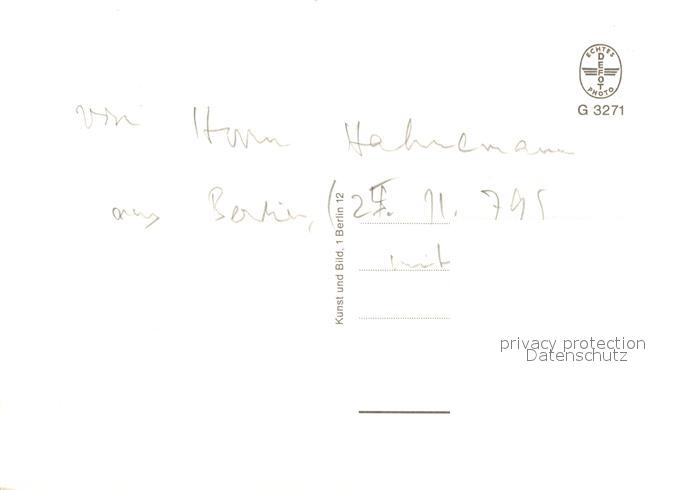 ECHTES
DEFOT
PHOTO
G 3271
von Herrn Hahnemann
aus Berlin, (
mit
Kunst und Bild, 1 Berlin 12
privacy protection
Datenschutz